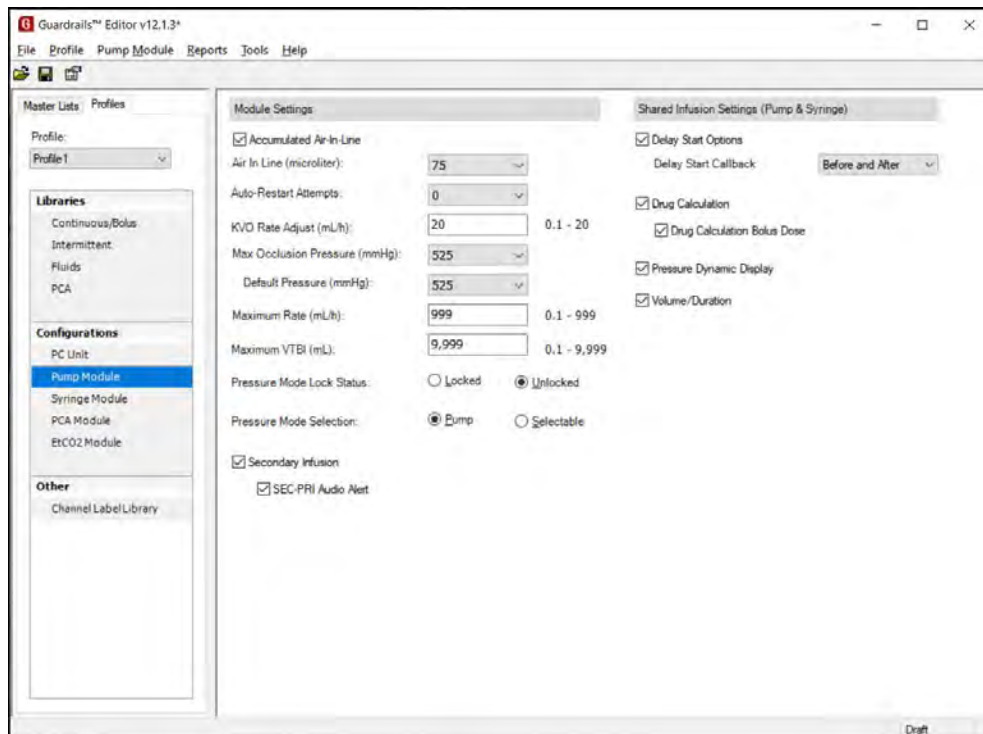 Guardrails™ Editor v12.1.3*
File Profile Pump Module Reports Tools Help
Master Lists Profiles
Profile:
Profile1
Libraries
Continuous/Bolus
Intermittent
Fluids
PCA
Configurations
PC Unit
Pump Module
Syringe Module
PCA Module
EtCO2 Module
Other
Channel Label Library
Module Settings
Accumulated Air-In-Line
Air In Line (microliter): 75
Auto-Restart Attempts: 0
KVO Rate Adjust (mL/h): 20 0.1 - 20
Max Occlusion Pressure (mmHg): 525
Default Pressure (mmHg): 525
Maximum Rate (mL/h): 999 0.1 - 999
Maximum VTBI (mL): 9,999 0.1 - 9,999
Pressure Mode Lock Status: Locked Unlocked
Pressure Mode Selection: Pump Selectable
Secondary Infusion
SEC-PRI Audio Alert
Shared Infusion Settings (Pump & Syringe)
Delay Start Options
Delay Start Callback Before and After
Drug Calculation
Drug Calculation Bolus Dose
Pressure Dynamic Display
Volume/Duration
Draft